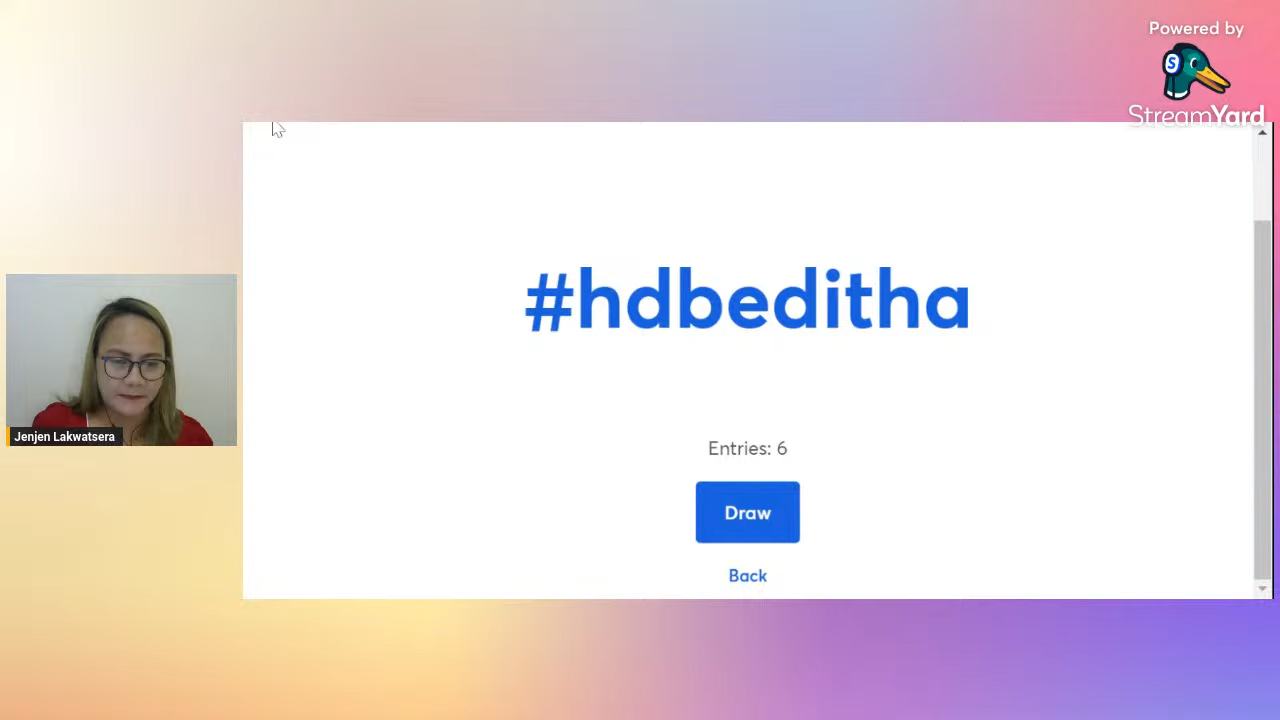 Powered by
S
StreamYard
#hdbeditha
Entries: 6
Draw
Back
Jenjen Lakwatsera